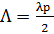 Λ = λp/2